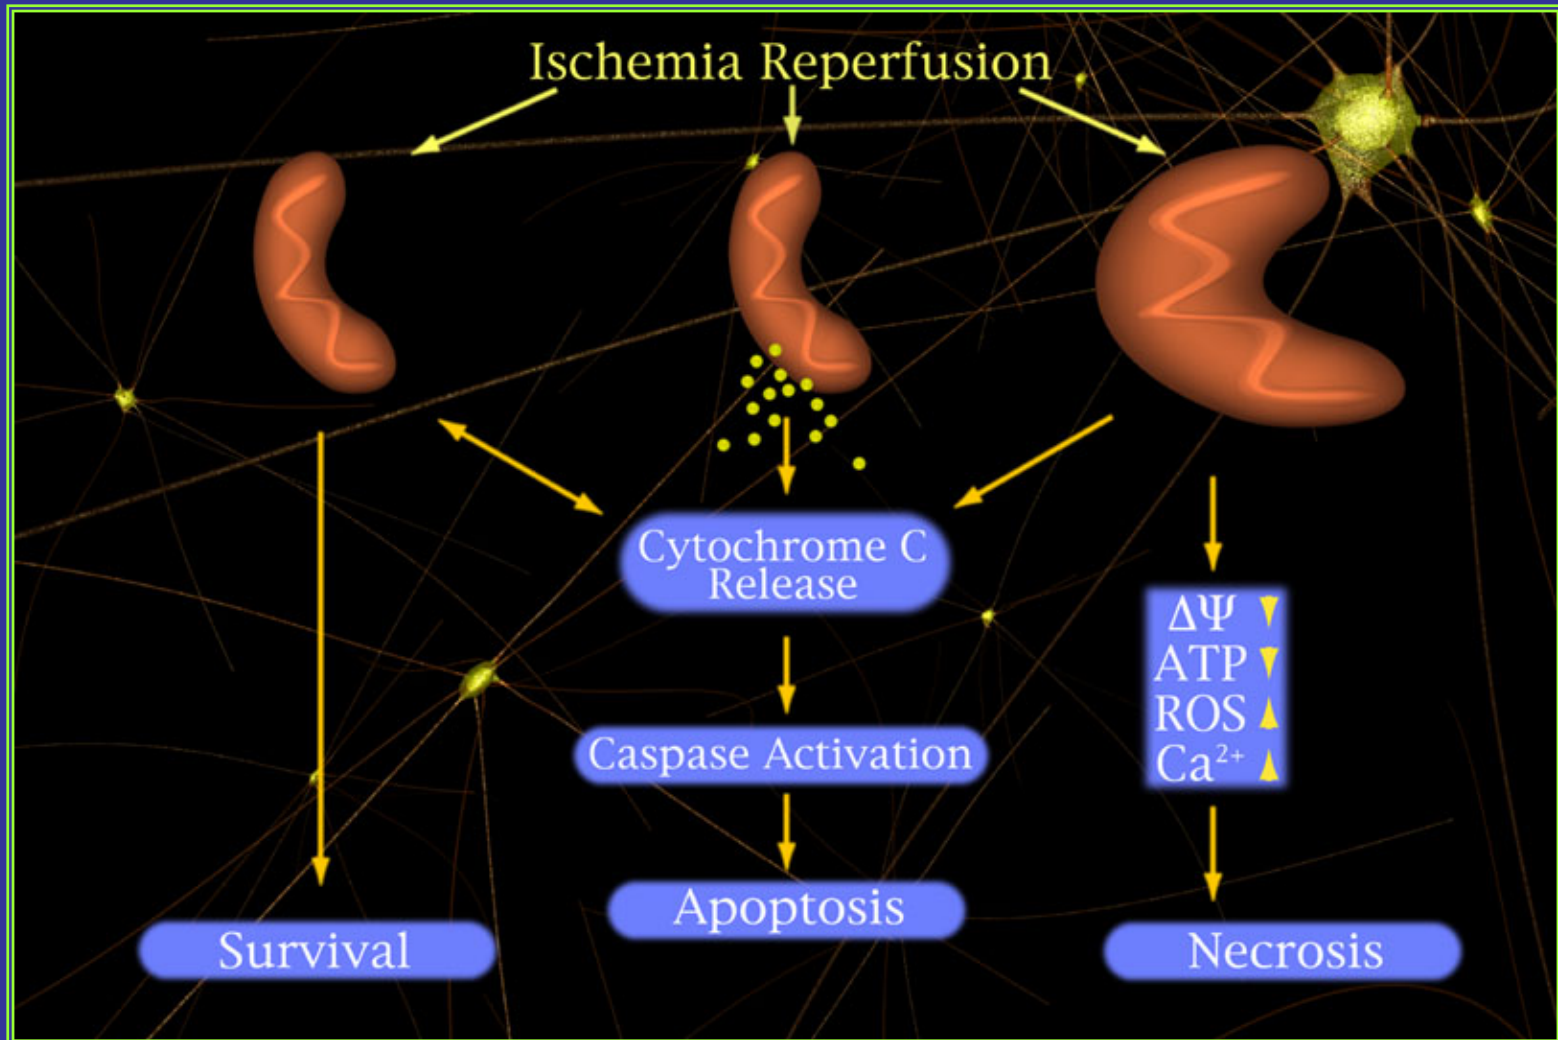 Ischemia Reperfusion
Cytochrome C
Release
ΔΨ
ATP
ROS
Ca²⁺
Caspase Activation
Apoptosis
Survival
Necrosis